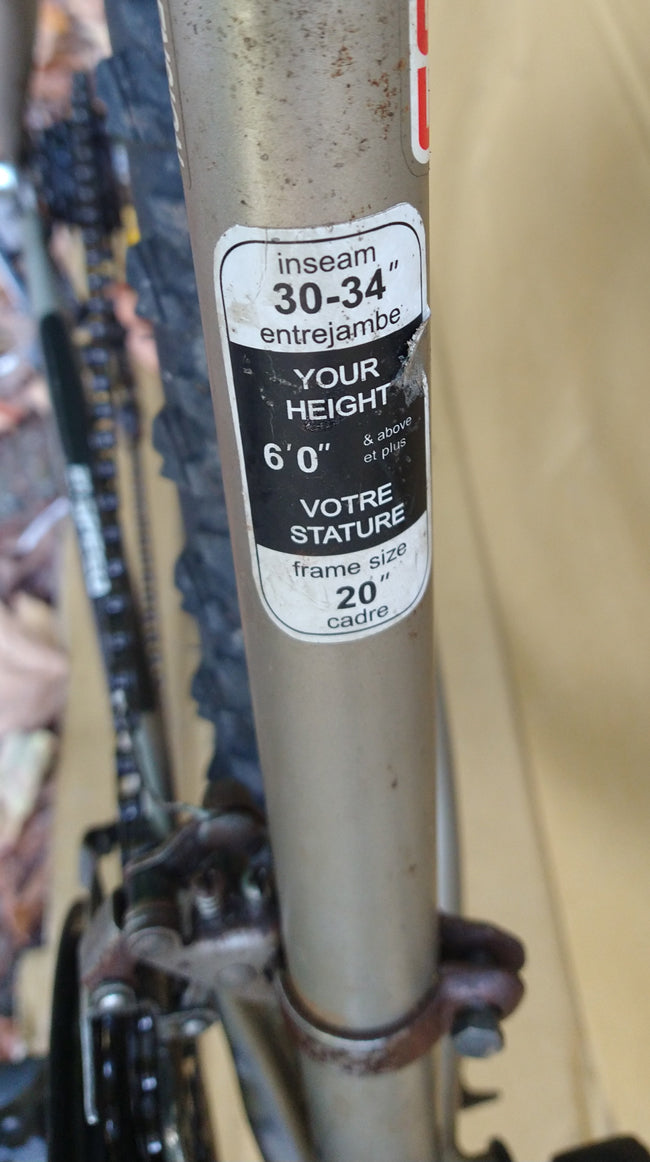 inseam
30-34"
entrejambe
YOUR
HEIGHT
6'0" & above
et plus
VOTRE
STATURE
frame size
20"
cadre